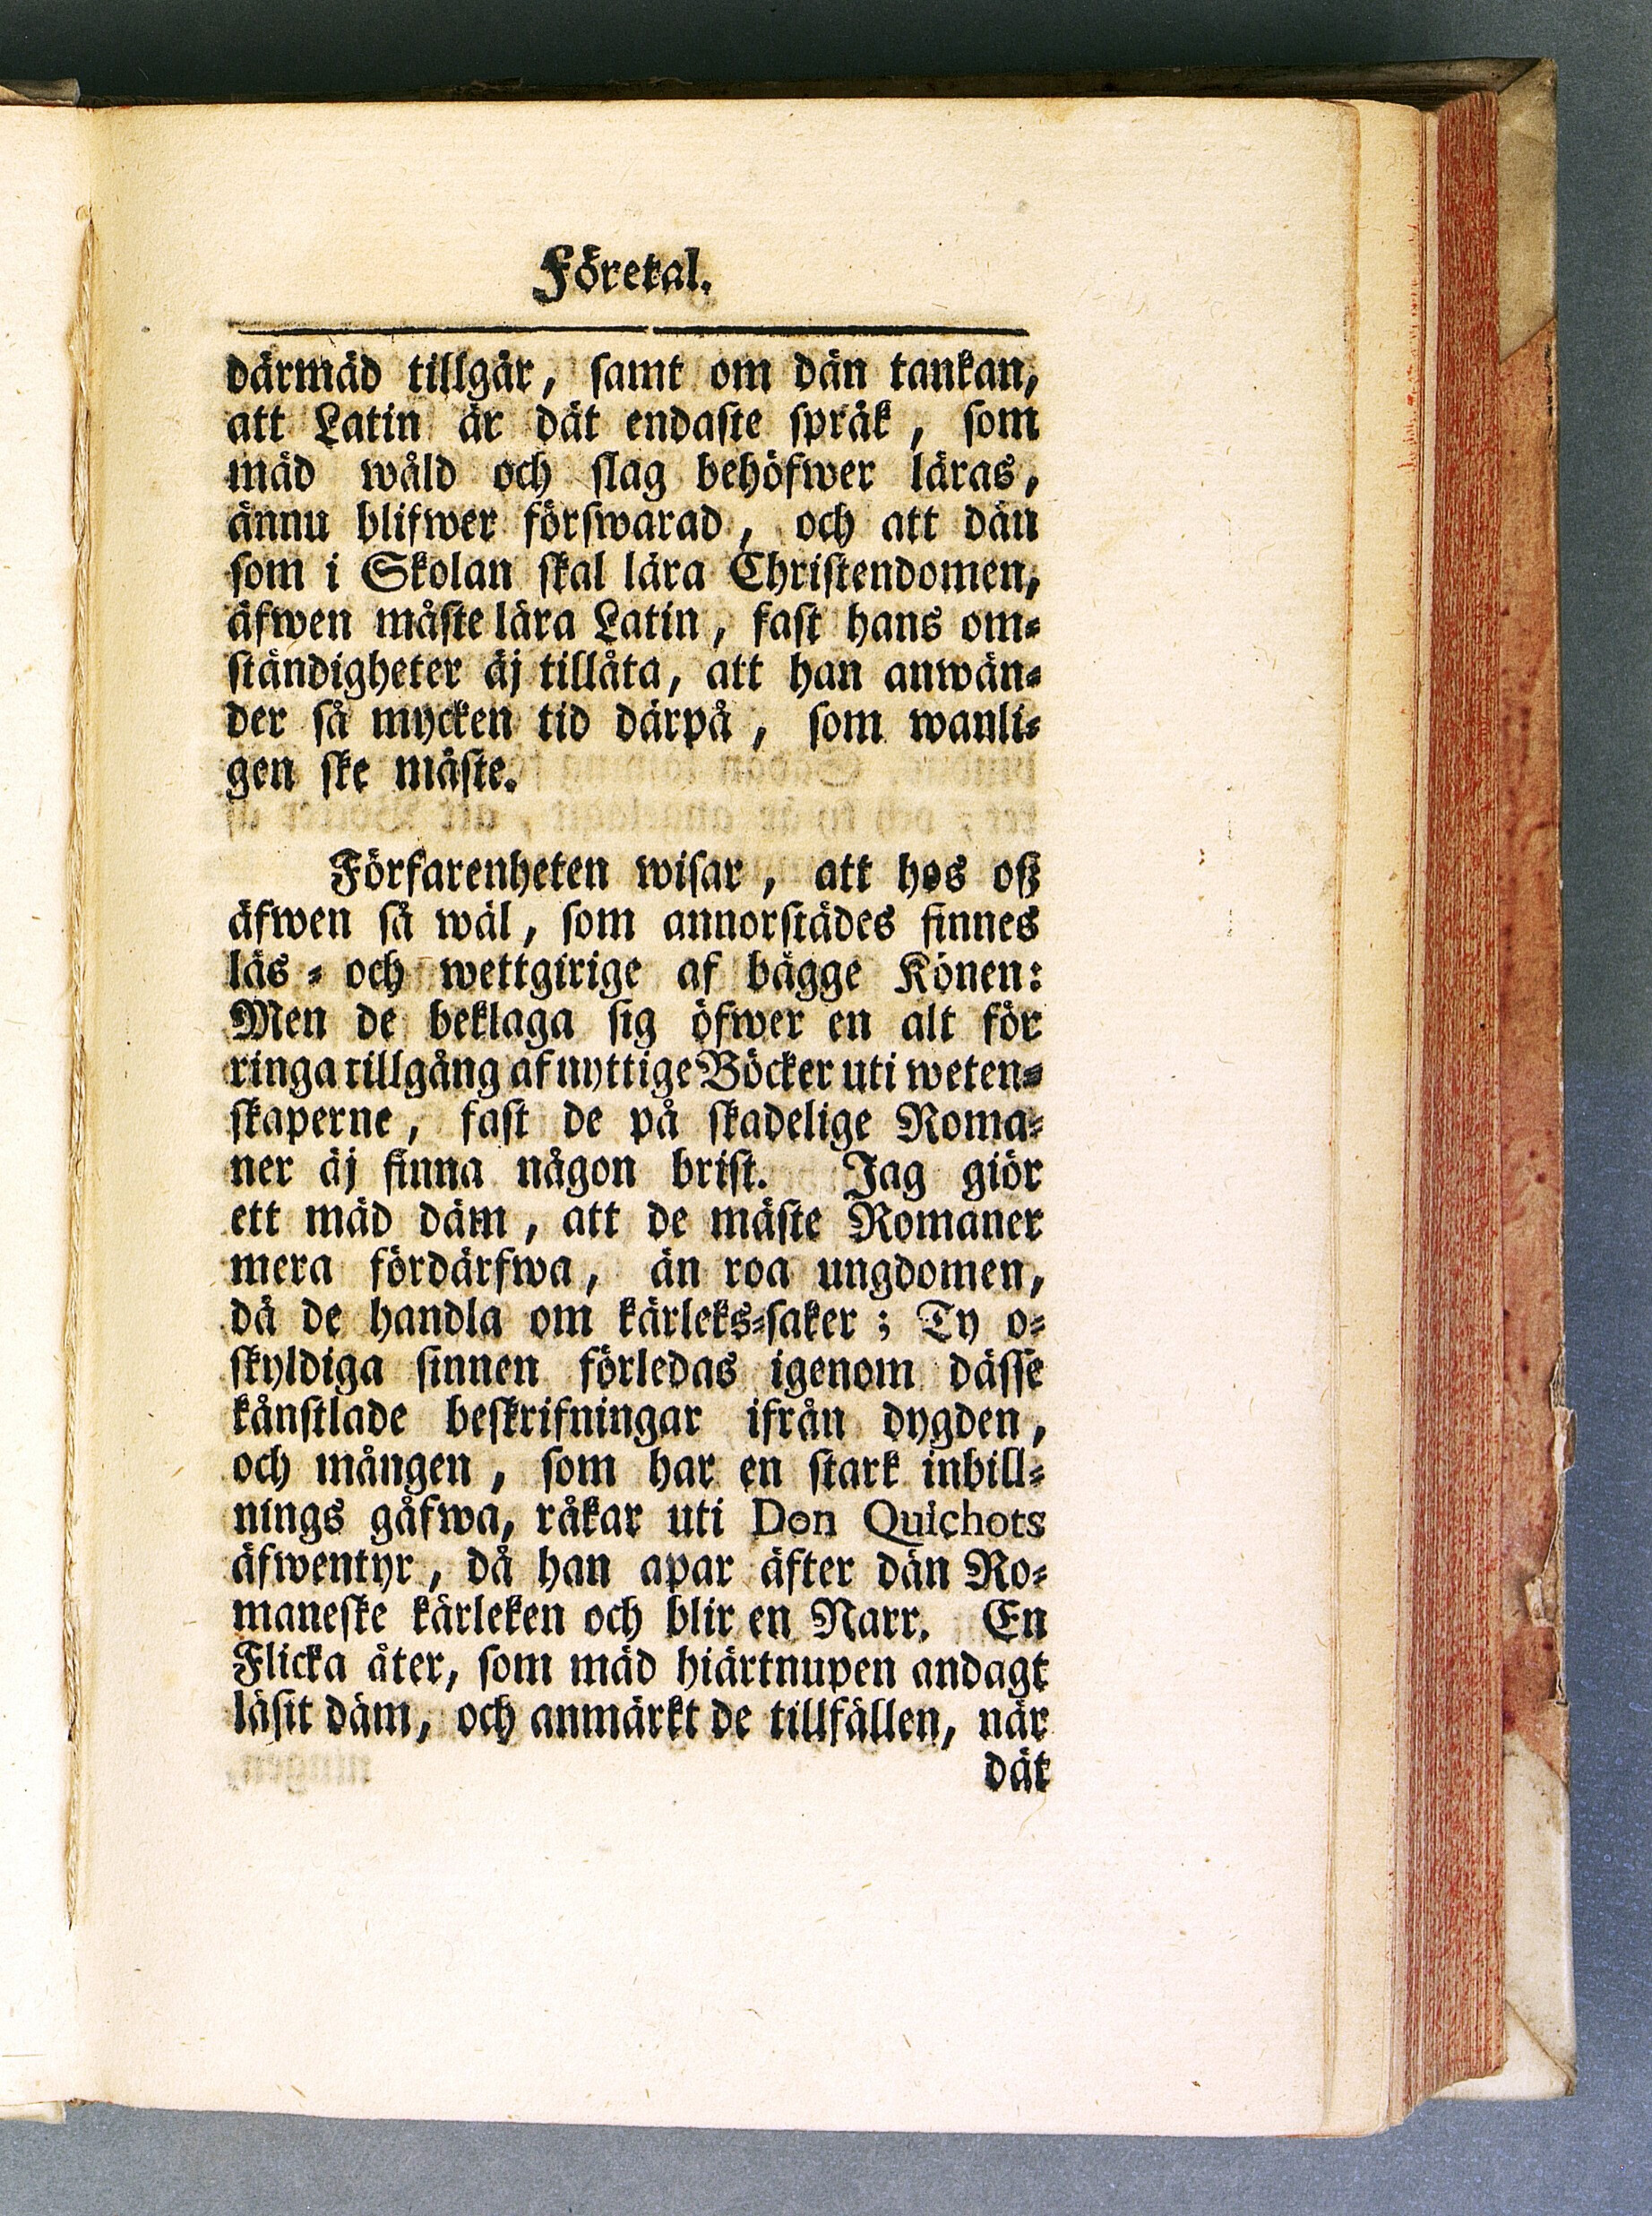 Företal.
därmäd tillgår, samt om dän tankan,
att Latin är dät endaste språk, som
mäd wåld och slag behöfwer läras,
ännu blifwer förswarad, och att dän
som i Skolan skal lära Christendomen,
äfwen måste lära Latin, fast hans om-
ständigheter äj tillåta, att han anwän-
der så mycken tid därpå, som wanli-
gen ske måste.
Förfarenheten wisar, att hos oß
äfwen så wäl, som annorstädes finnes
läs- och wettgirige af bägge Könen:
Men de beklaga sig öfwer en alt för
ringa tillgång af nyttige Böcker uti weten-
skaperne, fast de på skadelige Roma-
ner äj finna någon brist. Jag giör
ett mäd däm, att de mäste Romaner
mera fördärfwa, än roa ungdomen,
då de handla om kärleks-saker; Ty o-
skyldiga sinnen förledas igenom dässe
kånstlade beskrifningar ifrån dygden,
och mången, som har en stark inbill-
nings gåfwa, råkar uti Don Quichots
äfwentyr, då han apar äfter dän Ro-
maneske kärleken och blir en Narr. En
Flicka åter, som mäd hiärtnupen andagt
läsit däm, och anmärkt de tillfällen, när
dät